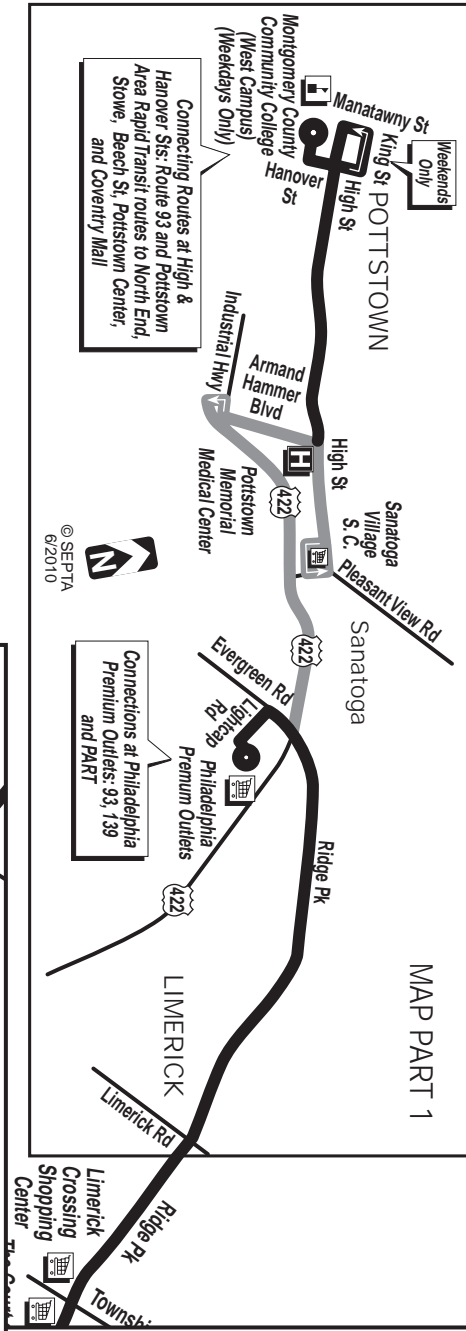 MAP PART 1
Weekends
Only
POTTSTOWN
Manatawny St
King St
High St
Hanover
St
Montgomery County
Community College
(West Campus)
(Weekdays Only)
Connecting Routes at High &
Hanover Sts: Route 93 and Pottstown
Area Rapid Transit routes to North End,
Stowe, Beech St, Pottstown Center,
and Coventry Mall
Industrial Hwy
Armand
Hammer
Blvd
High St
H
Pottstown
Memorial
Medical Center
422
Sanatoga
Village
S.C.
Pleasant View Rd
Sanatoga
422
N
© SEPTA
6/2010
Evergreen Rd
Lightcap
Rd
Philadelphia
Premium Outlets
Connections at Philadelphia
Premium Outlets: 93, 139
and PART
422
Ridge Pk
LIMERICK
Limerick Rd
Ridge Pk
Limerick
Crossing
Shopping
Center